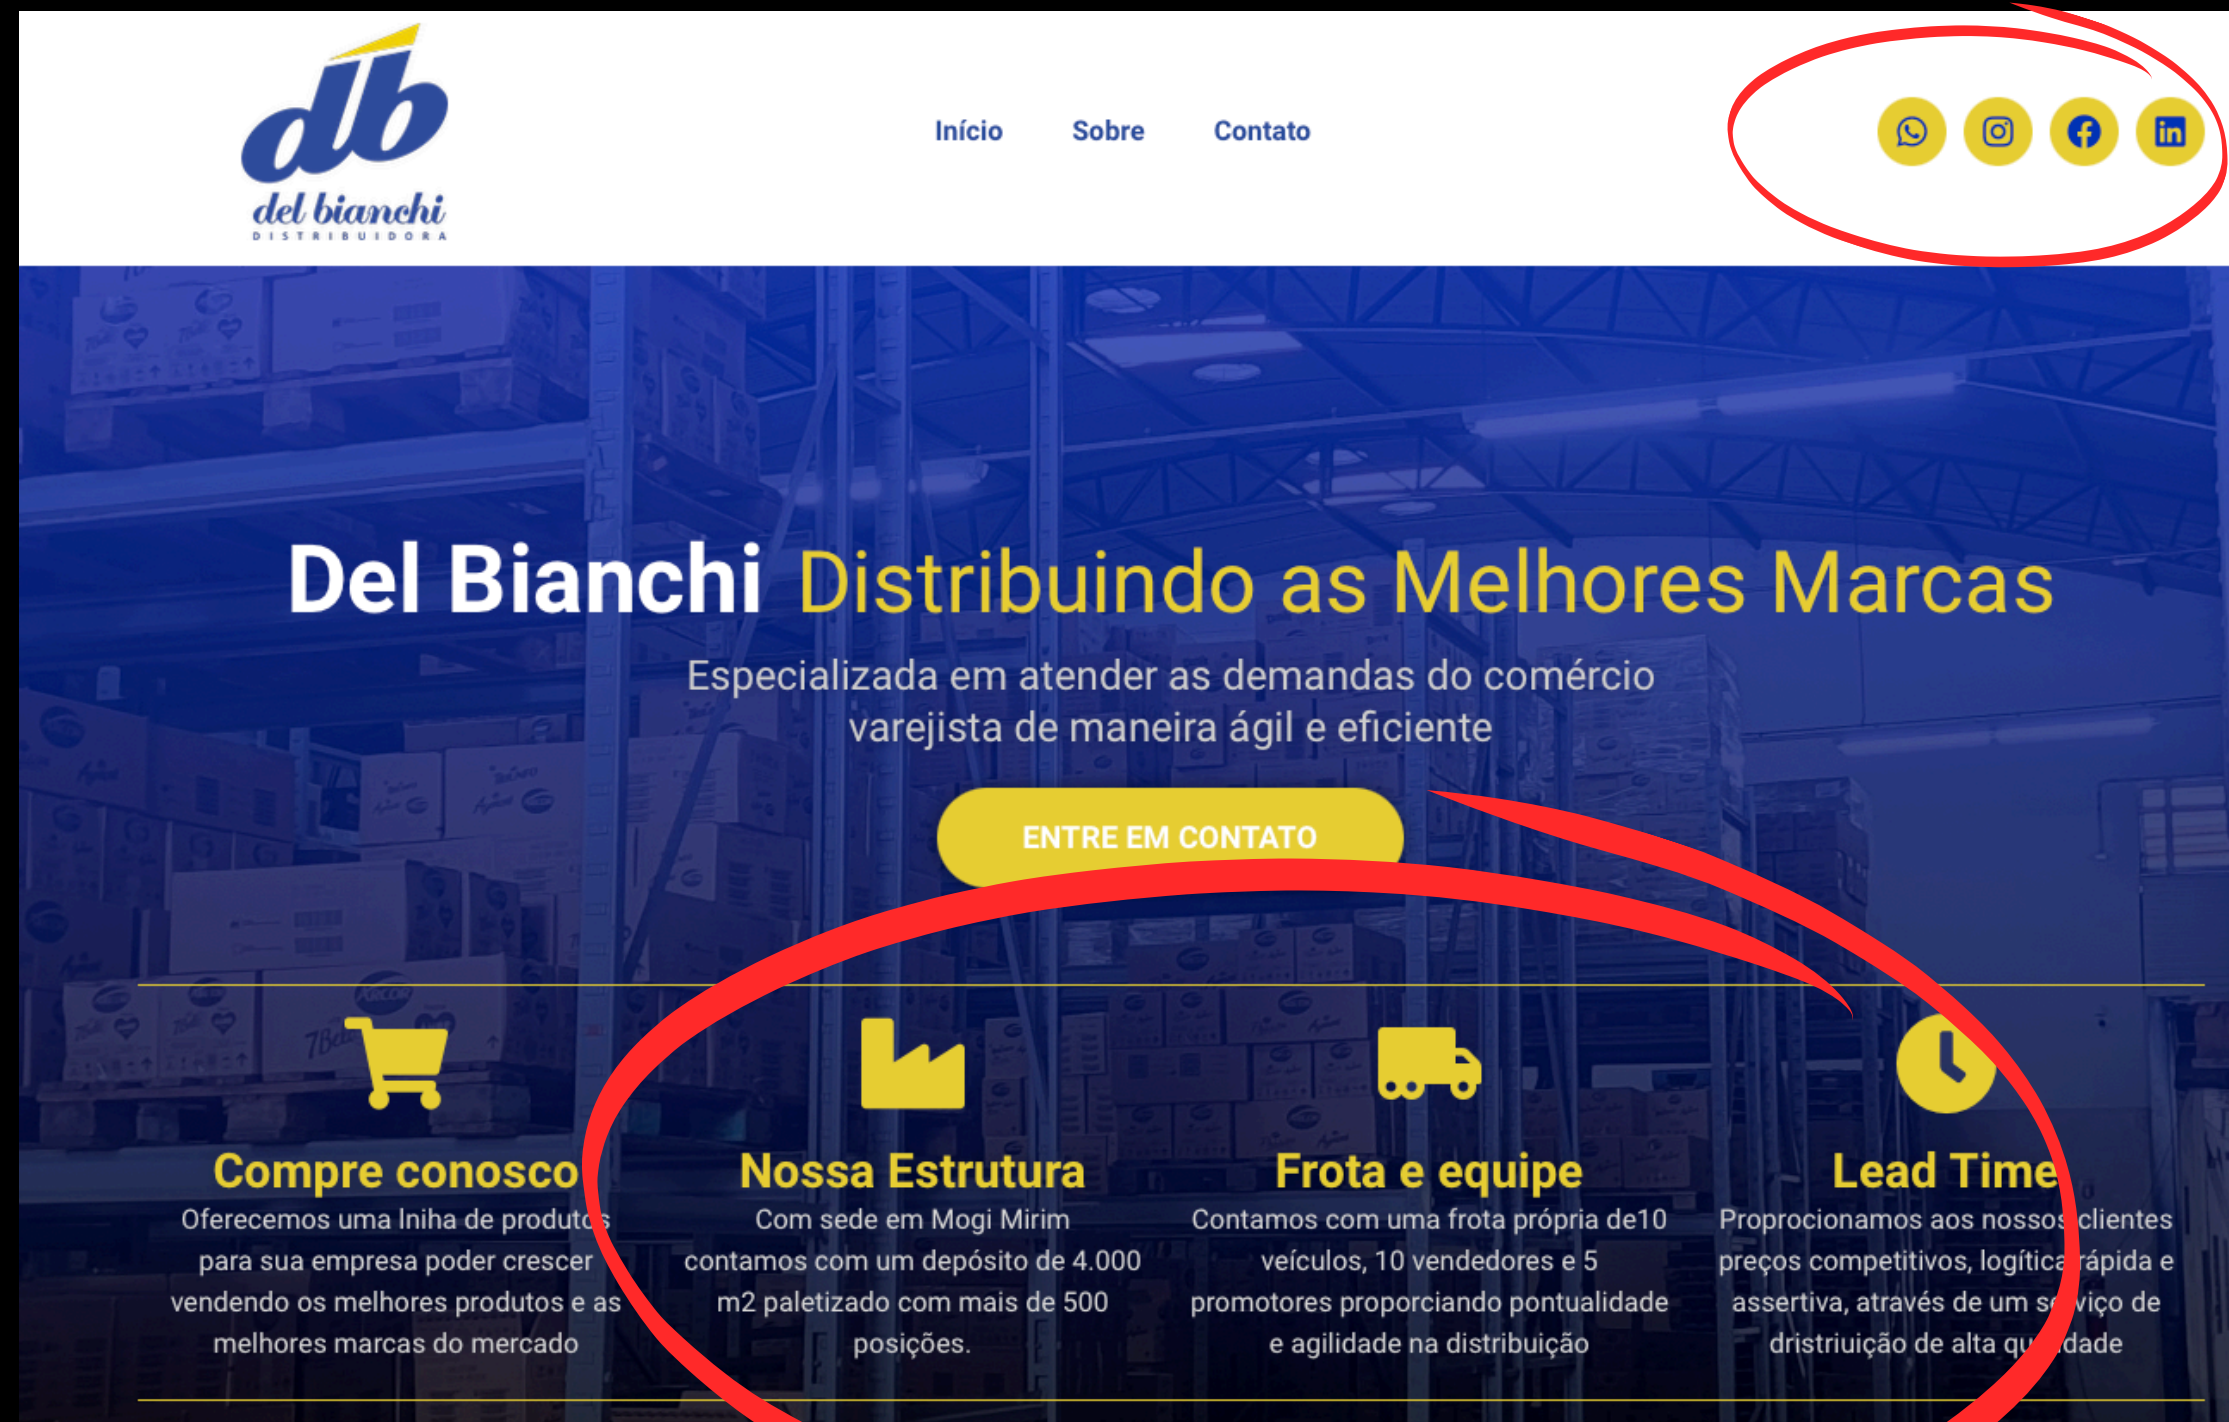 db
del bianchi
DISTRIBUIDORA
Início Sobre Contato
Del Bianchi Distribuindo as Melhores Marcas
Especializada em atender as demandas do comércio
varejista de maneira ágil e eficiente
ENTRE EM CONTATO
Compre conosco
Oferecemos uma lniha de produtos
para sua empresa poder crescer
vendendo os melhores produtos e as
melhores marcas do mercado
Nossa Estrutura
Com sede em Mogi Mirim
contamos com um depósito de 4.000
m2 paletizado com mais de 500
posições.
Frota e equipe
Contamos com uma frota própria de10
veículos, 10 vendedores e 5
promotores proporciando pontualidade
e agilidade na distribuição
Lead Time
Proprocionamos aos nossos clientes
preços competitivos, logítica rápida e
assertiva, através de um serviço de
dristriuição de alta qualidade
ARCOR